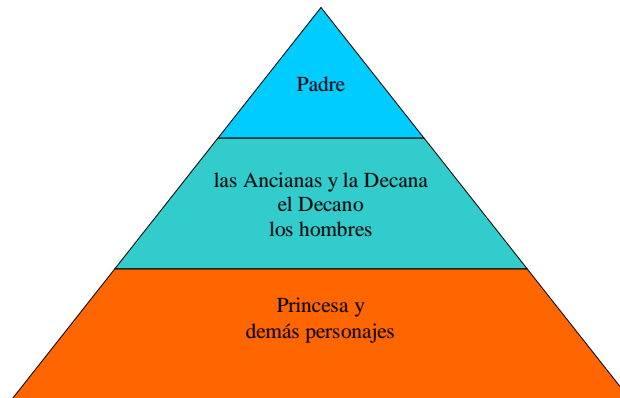 Padre
las Ancianas y la Decana
el Decano
los hombres
Princesa y
demás personajes